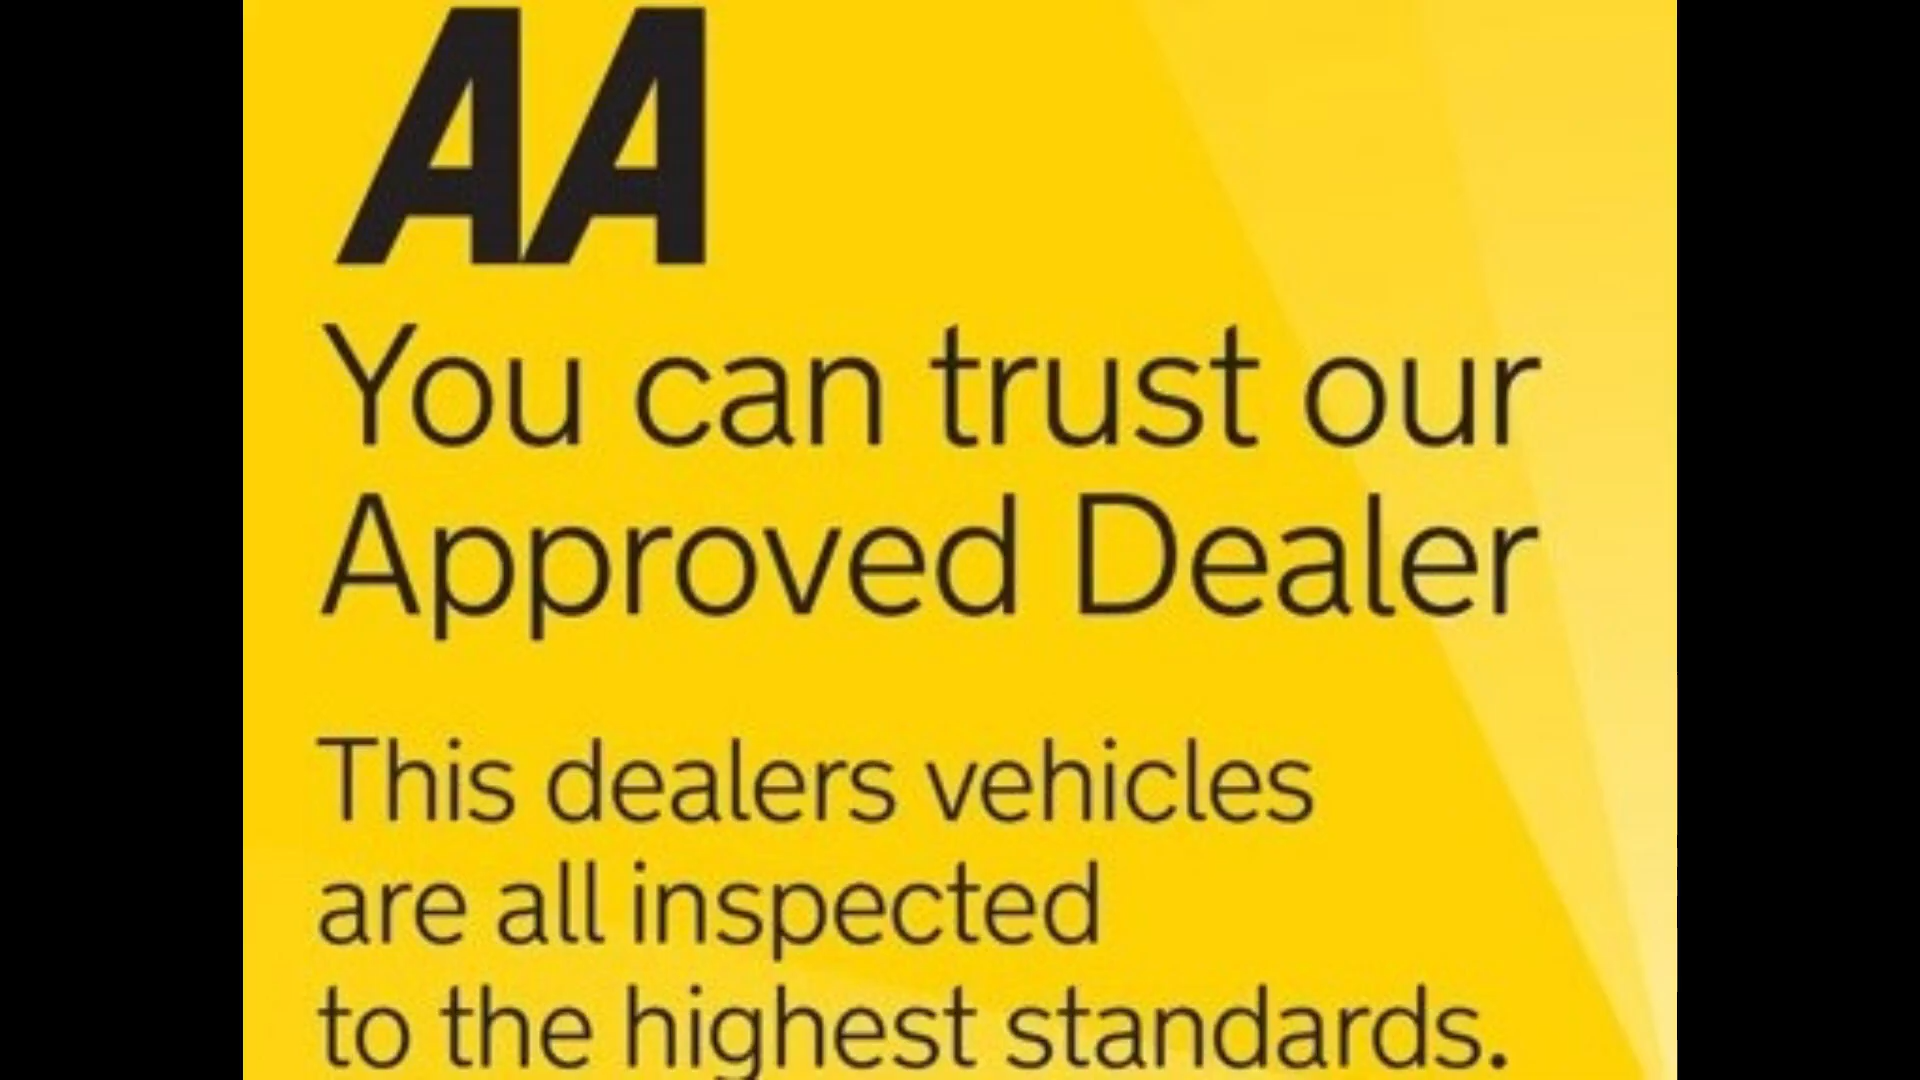 AA
You can trust our
Approved Dealer
This dealers vehicles
are all inspected
to the highest standards.